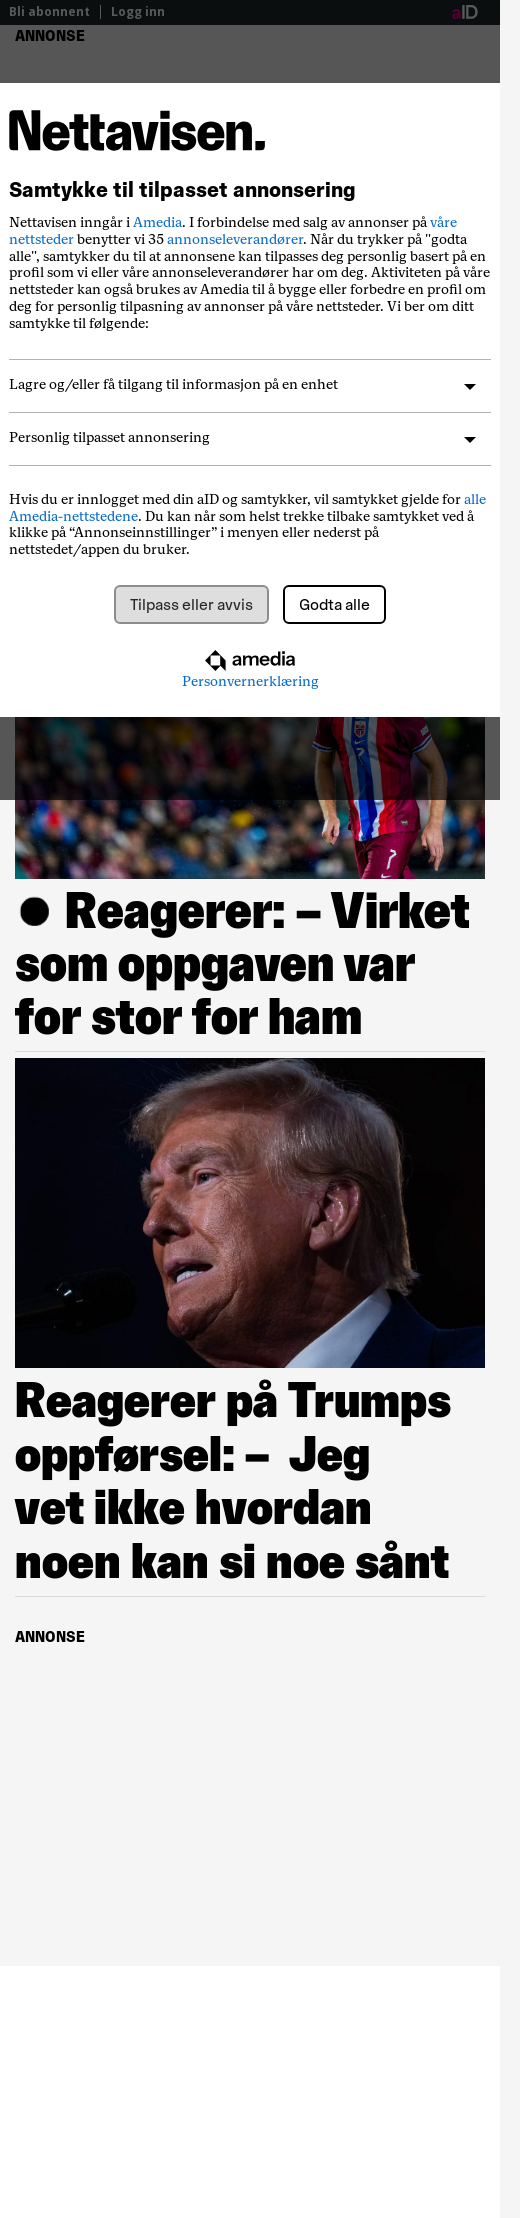 Bli abonnent
Logg inn
aID
ANNONSE
Nettavisen.
Samtykke til tilpasset annonsering
Nettavisen inngår i Amedia. I forbindelse med salg av annonser på våre
nettsteder benytter vi 35 annonseleverandører. Når du trykker på "godta
alle", samtykker du til at annonsene kan tilpasses deg personlig basert på en
profil som vi eller våre annonseleverandører har om deg. Aktiviteten på våre
nettsteder kan også brukes av Amedia til å bygge eller forbedre en profil om
deg for personlig tilpasning av annonser på våre nettsteder. Vi ber om ditt
samtykke til følgende:
Lagre og/eller få tilgang til informasjon på en enhet
Personlig tilpasset annonsering
Hvis du er innlogget med din aID og samtykker, vil samtykket gjelde for alle
Amedia-nettstedene. Du kan når som helst trekke tilbake samtykket ved å
klikke på “Annonseinnstillinger” i menyen eller nederst på
nettstedet/appen du bruker.
Tilpass eller avvis
Godta alle
amedia
Personvernerklæring
7
Reagerer: – Virket
som oppgaven var
for stor for ham
Reagerer på Trumps
oppførsel: – Jeg
vet ikke hvordan
noen kan si noe sånt
ANNONSE